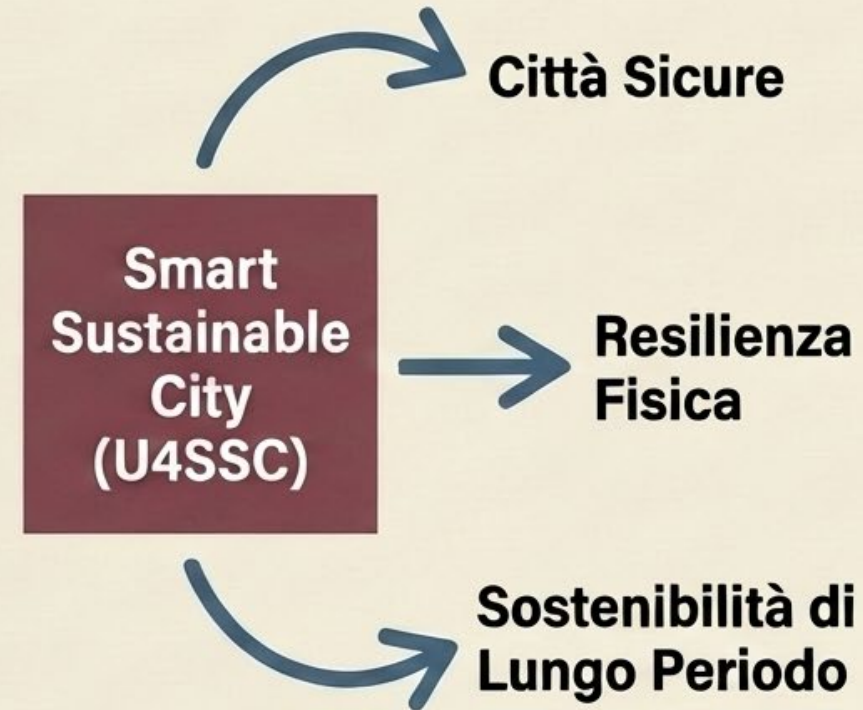 Città Sicure
Smart
Sustainable
City
(U4SSC)
Resilienza
Fisica
Sostenibilità di
Lungo Periodo